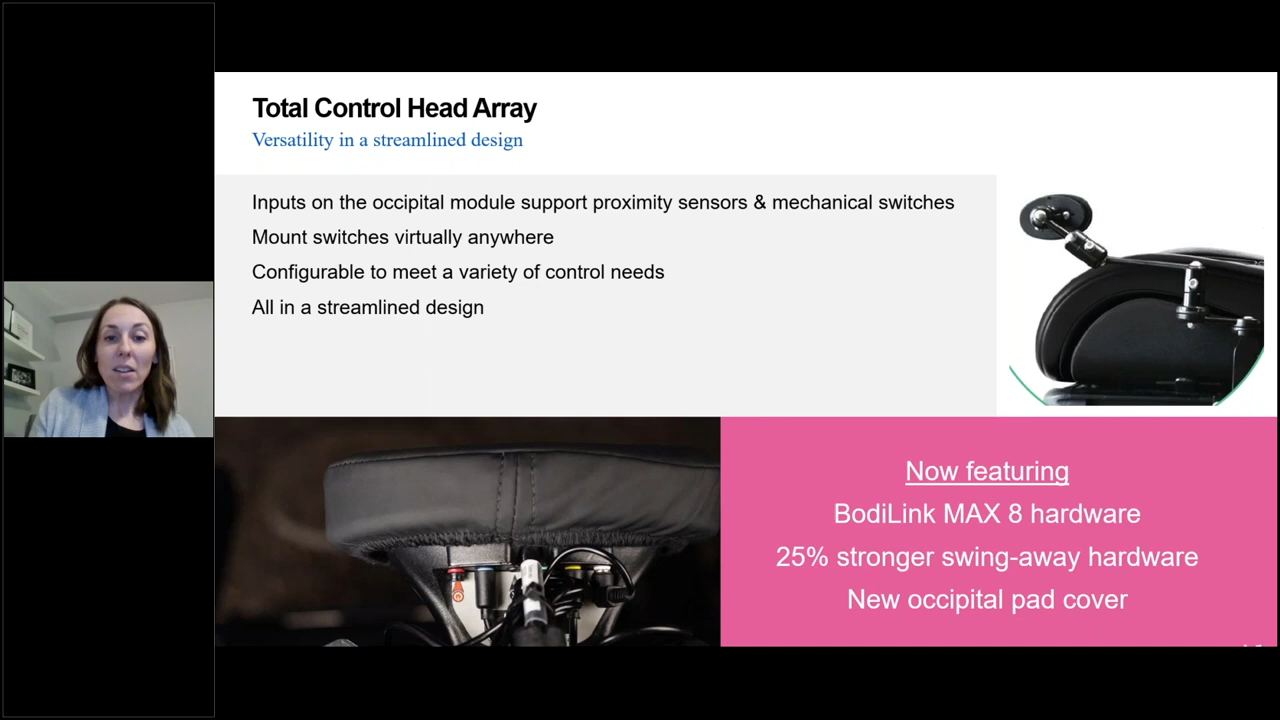 Total Control Head Array
Versatility in a streamlined design
Inputs on the occipital module support proximity sensors & mechanical switches
Mount switches virtually anywhere
Configurable to meet a variety of control needs
All in a streamlined design
Now featuring
BodiLink MAX 8 hardware
25% stronger swing-away hardware
New occipital pad cover